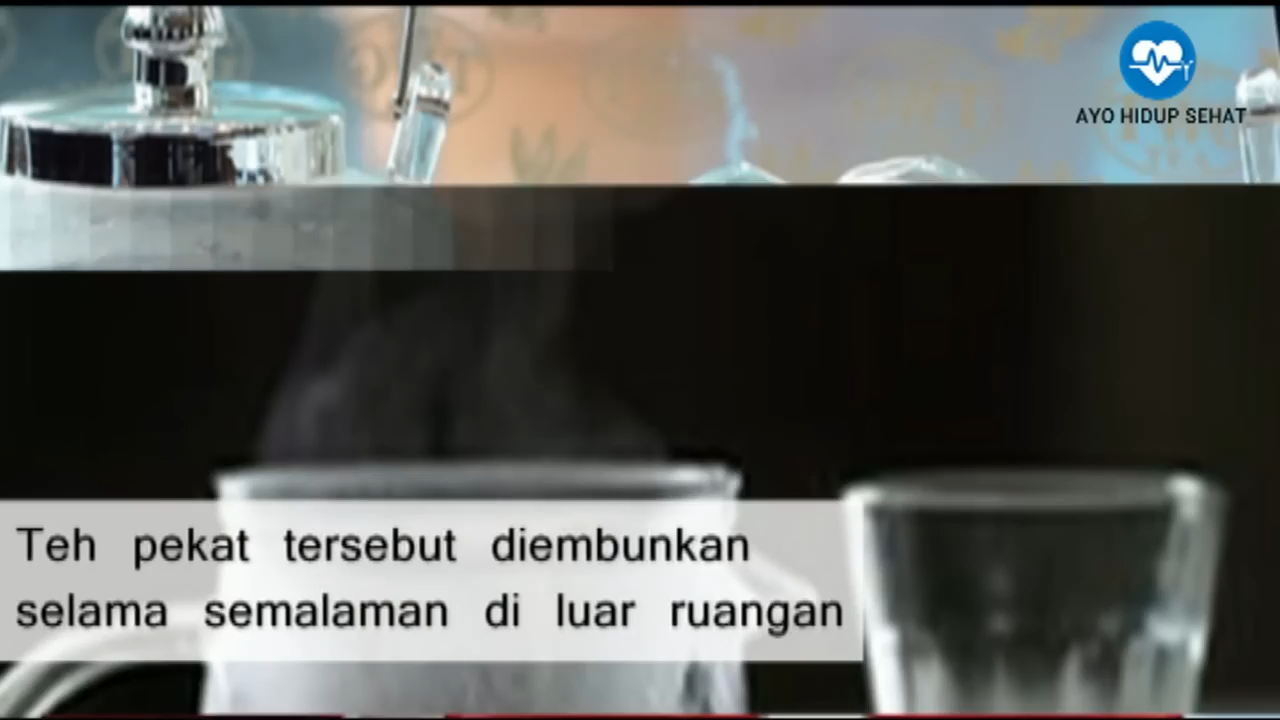 AYO HIDUP SEHAT
Teh pekat tersebut diembunkan
selama semalaman di luar ruangan